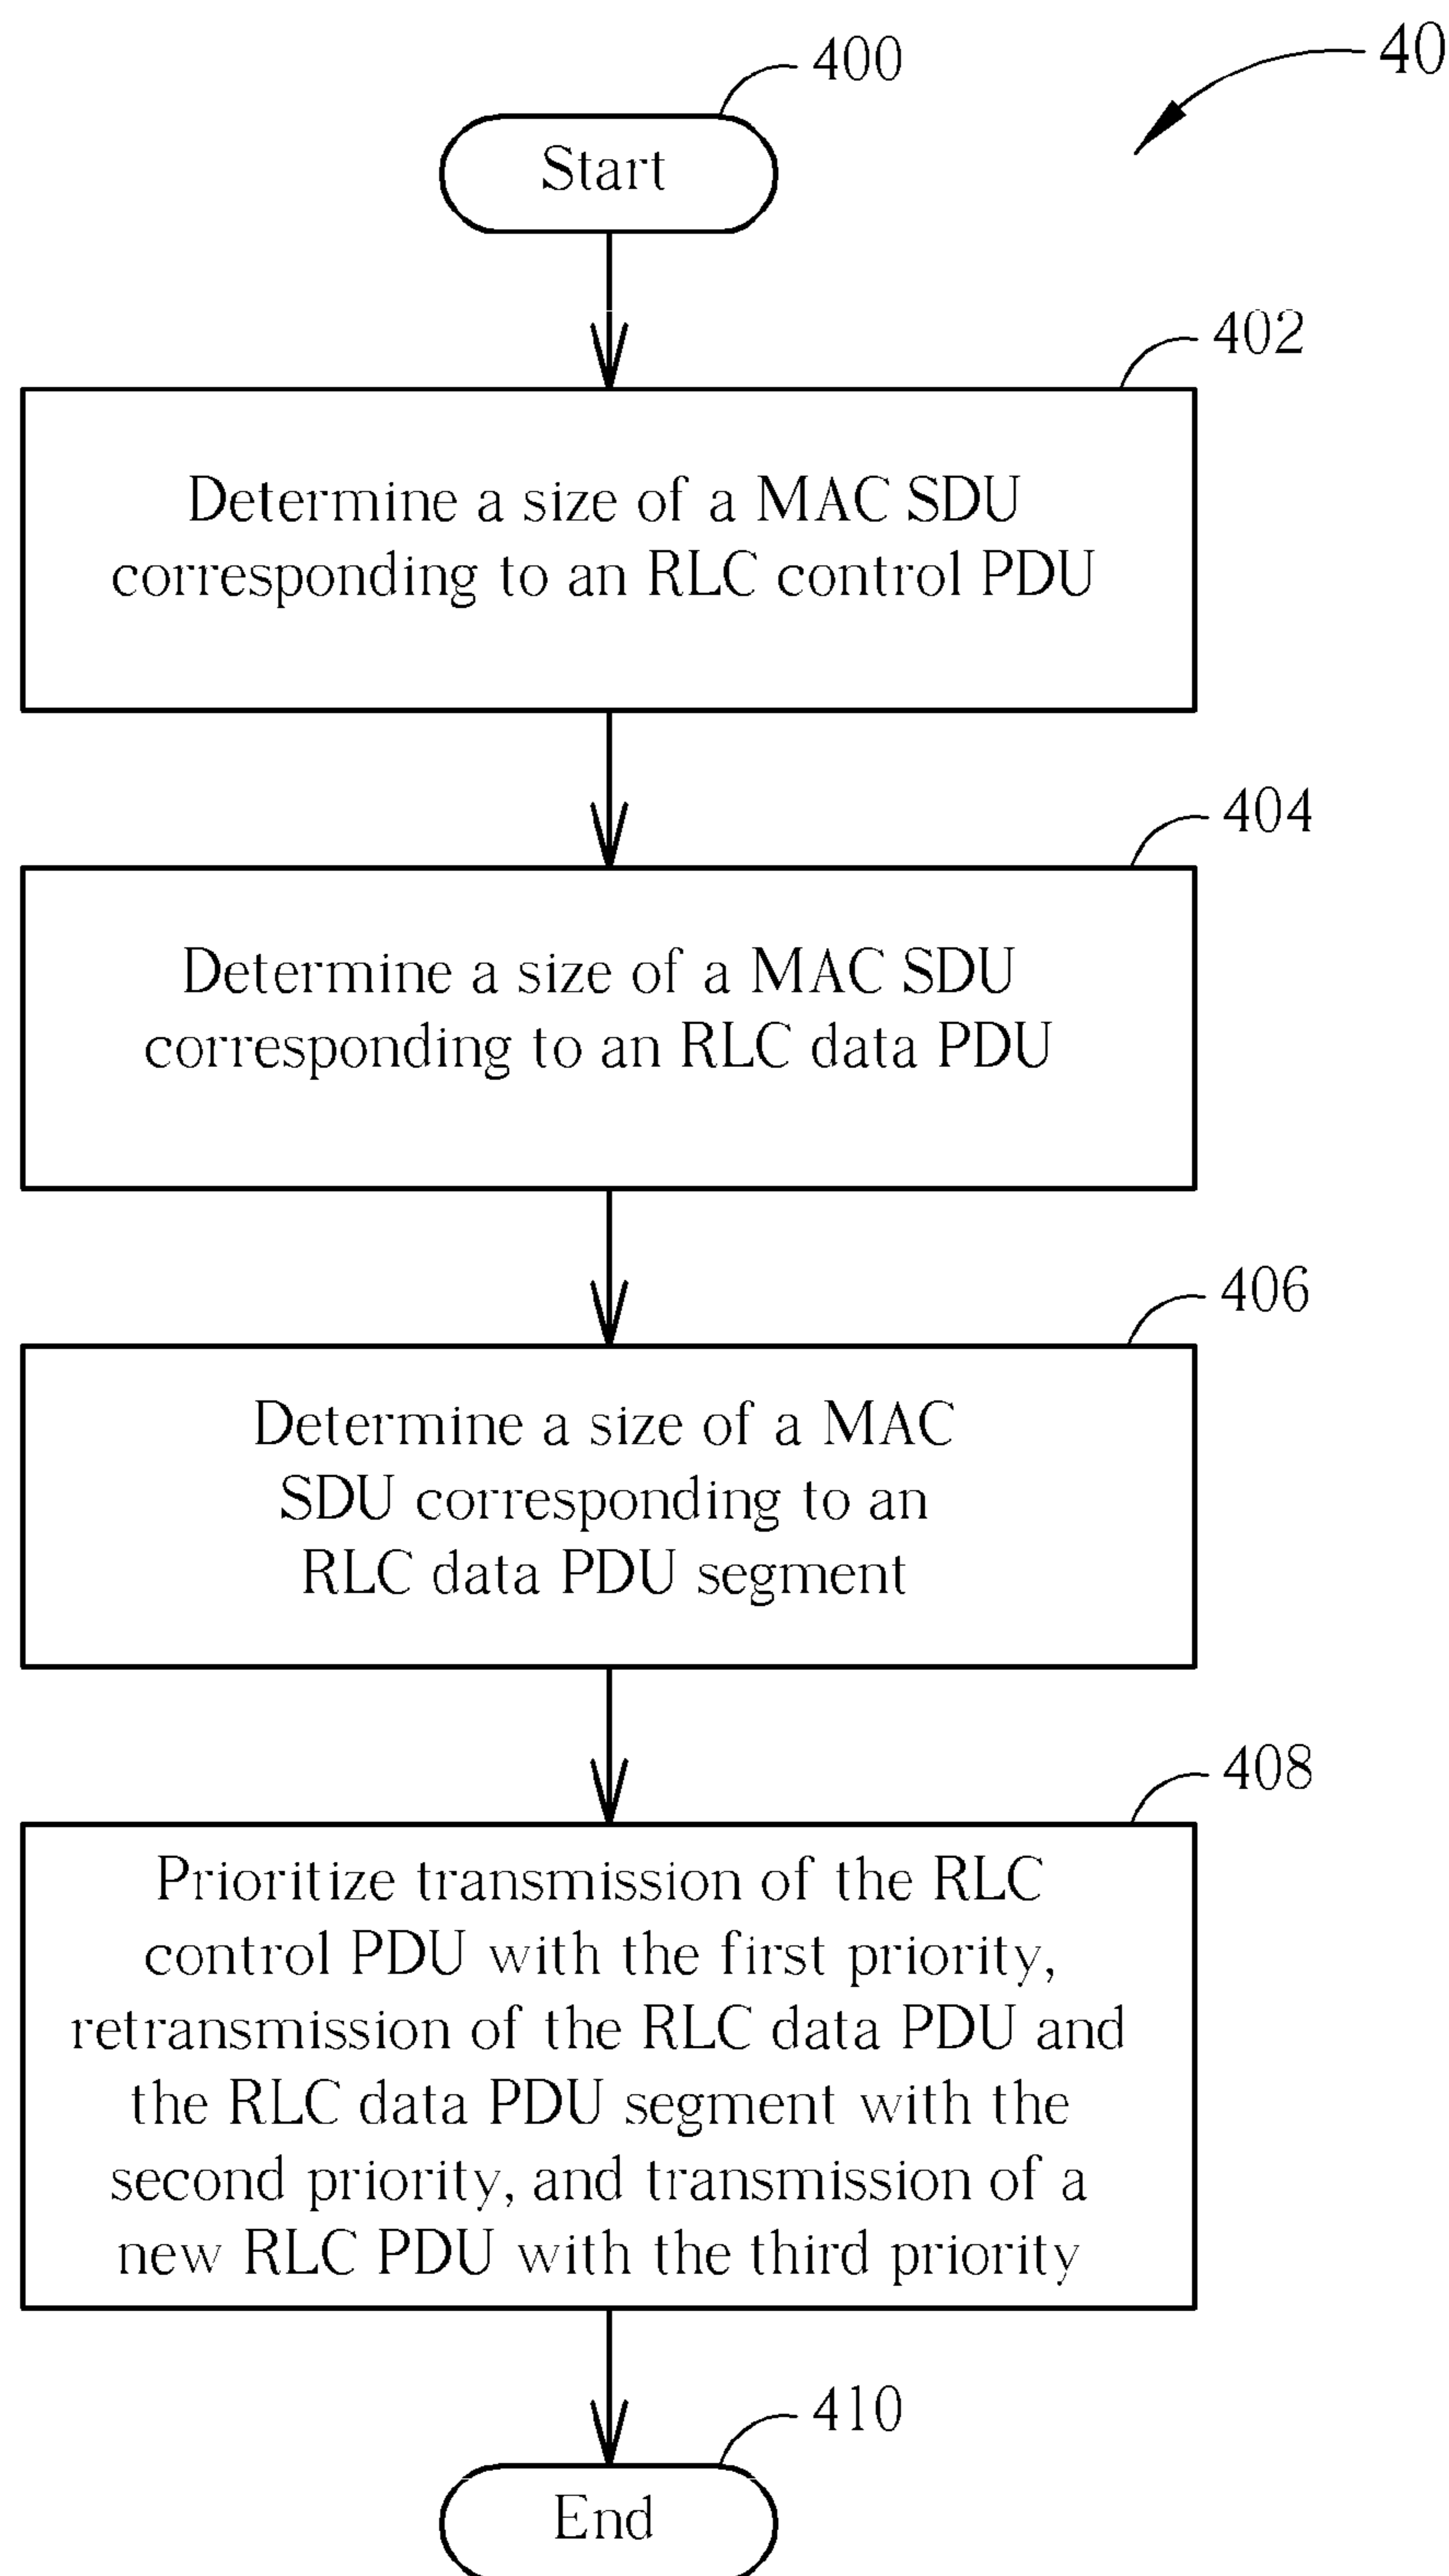 400
40
Start
402
Determine a size of a MAC SDU
corresponding to an RLC control PDU
404
Determine a size of a MAC SDU
corresponding to an RLC data PDU
406
Determine a size of a MAC
SDU corresponding to an
RLC data PDU segment
408
Prioritize transmission of the RLC
control PDU with the first priority,
retransmission of the RLC data PDU and
the RLC data PDU segment with the
second priority, and transmission of a
new RLC PDU with the third priority
410
End